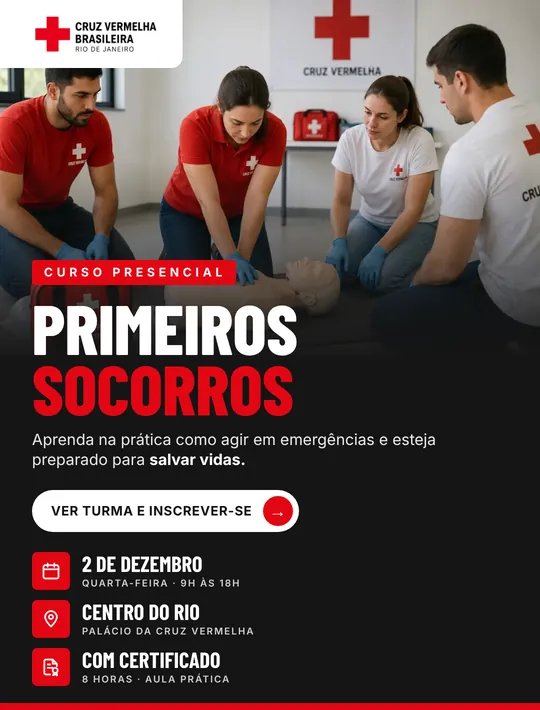 CRUZ VERMELHA
BRASILEIRA
RIO DE JANEIRO
CRUZ VERMELHA
CURSO PRESENCIAL
PRIMEIROS
SOCORROS
Aprenda na prática como agir em emergências e esteja
preparado para salvar vidas.
VER TURMA E INSCREVER-SE →
2 DE DEZEMBRO
QUARTA-FEIRA · 9H ÀS 18H
CENTRO DO RIO
PALÁCIO DA CRUZ VERMELHA
COM CERTIFICADO
8 HORAS · AULA PRÁTICA